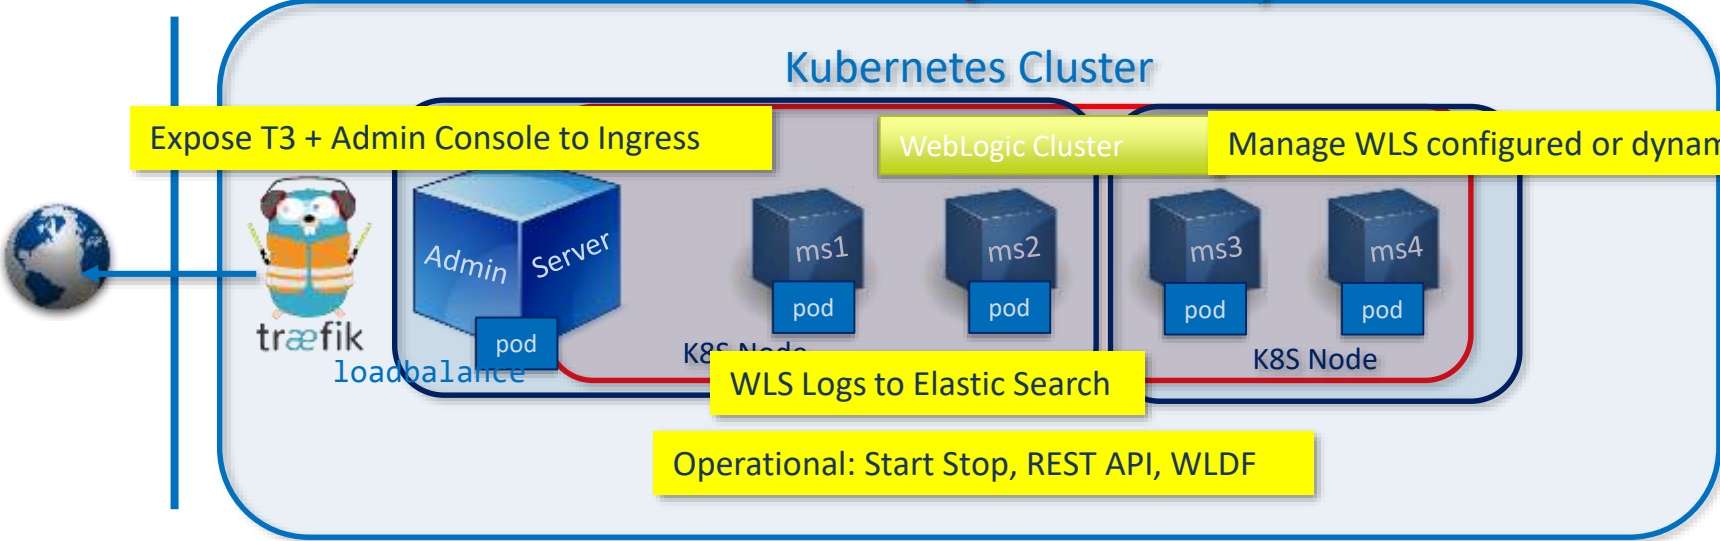 Kubernetes Cluster
Expose T3 + Admin Console to Ingress
WebLogic Cluster
Manage WLS configured or dynam
Admin Server
ms1
ms2
ms3
ms4
pod
pod
pod
pod
pod
træfik
loadbalance
K8S Node
K8S Node
WLS Logs to Elastic Search
Operational: Start Stop, REST API, WLDF